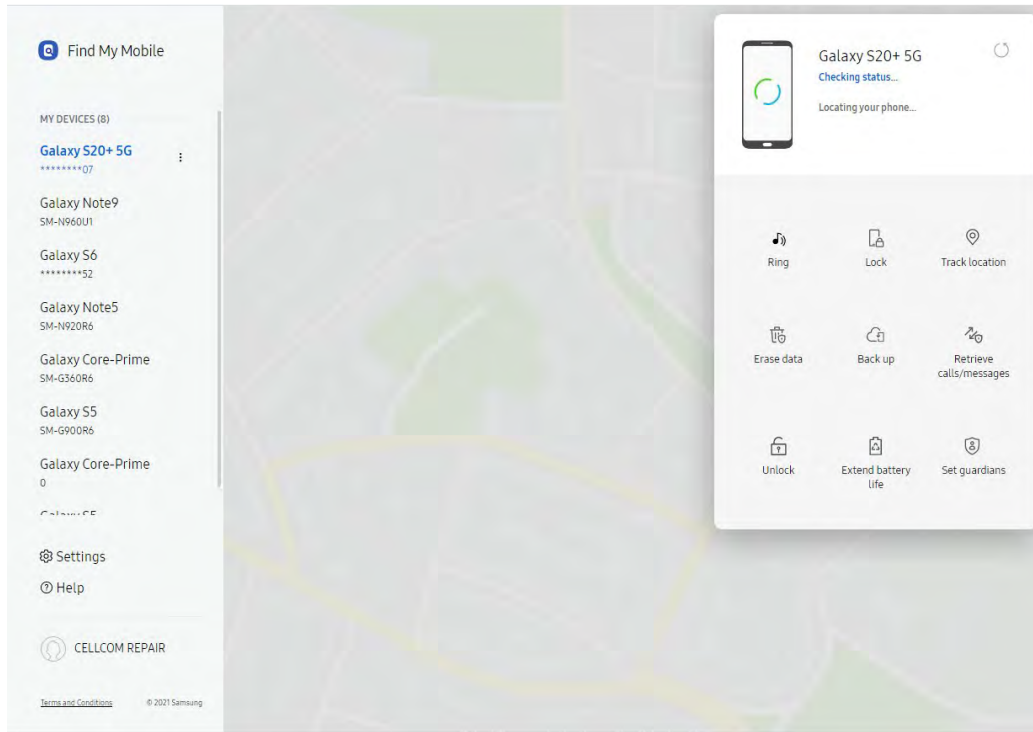 Find My Mobile
MY DEVICES (8)
Galaxy S20+ 5G
********07
Galaxy Note9
SM-N960U1
Galaxy S6
********52
Galaxy Note5
SM-N920R6
Galaxy Core-Prime
SM-G360R6
Galaxy S5
SM-G900R6
Galaxy Core-Prime
0
Galaxy S5
Settings
Help
CELLCOM REPAIR
Terms and Conditions © 2021 Samsung
Galaxy S20+ 5G
Checking status...
Locating your phone...
Ring
Lock
Track location
Erase data
Back up
Retrieve
calls/messages
Unlock
Extend battery
life
Set guardians